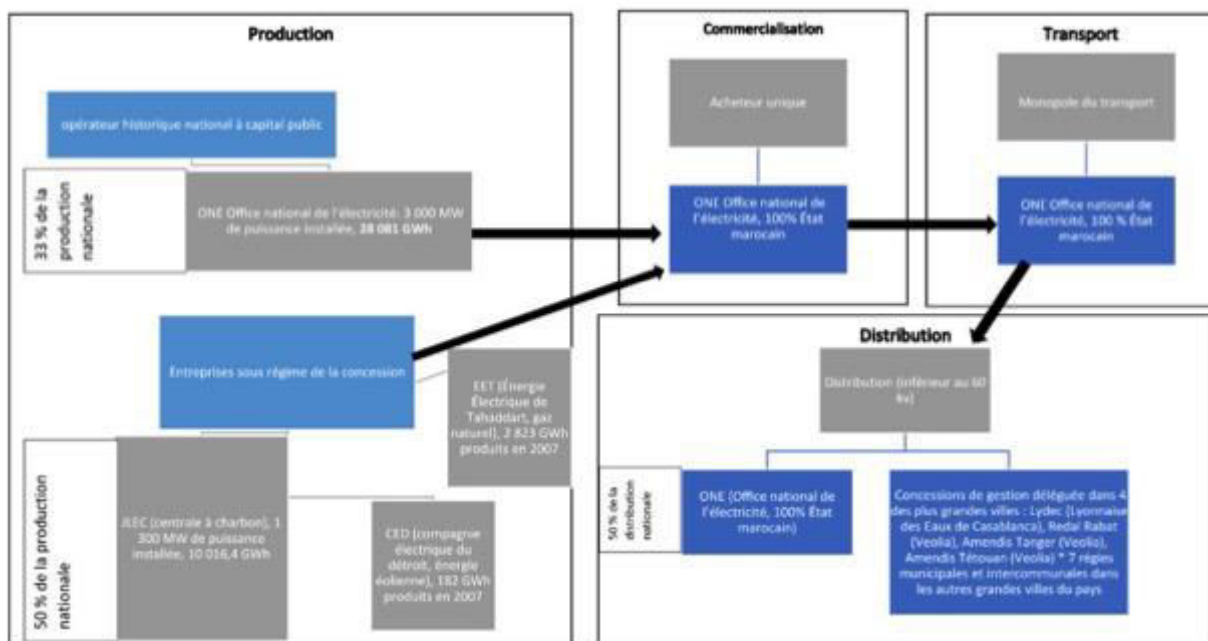 Production
opérateur historique national à capital public
33 % de la
production
nationale
ONE Office national de l'électricité: 3 000 MW
de puissance installée, 28 081 GWh
Entreprises sous régime de la concession
EET (Énergie
Électrique de
Tahaddart, gaz
naturel), 2 823 GWh
produits en 2007
50 % de la production
nationale
JLEC (centrale à charbon), 1
300 MW de puissance
installée, 10 016,4 GWh
CED (compagnie
électrique du
détroit, énergie
éolienne), 182 GWh
produits en 2007
Commercialisation
Acheteur unique
ONE Office national de
l'électricité, 100% État
marocain
Transport
Monopole du transport
ONE Office national de
l'électricité, 100 % État
marocain
Distribution
Distribution (inférieur au 60
kv)
50 % de la
distribution
nationale
ONE (Office national de
l'électricité, 100% État
marocain)
Concessions de gestion déléguée dans 4
des plus grandes villes : Lydec (Lyonnaise
des Eaux de Casablanca), Redal Rabat
(Veolia), Amendis Tanger (Veolia),
Amendis Tétouan (Veolia) * 7 régies
municipales et intercommunales dans
les autres grandes villes du pays